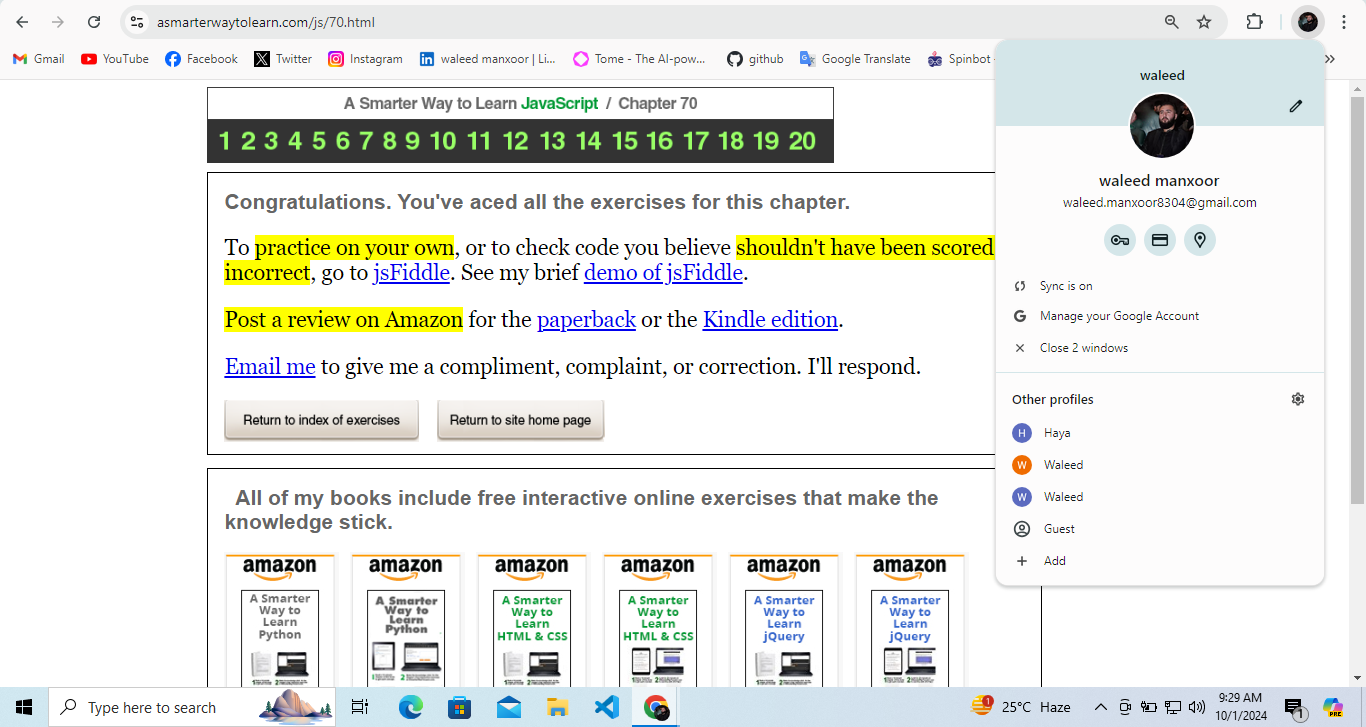 asmarterwaytolearn.com/js/70.html
Gmail YouTube Facebook Twitter Instagram waleed manxoor | Li... Tome - The AI-pow... github Google Translate Spinbot
A Smarter Way to Learn JavaScript / Chapter 70
1 2 3 4 5 6 7 8 9 10 11 12 13 14 15 16 17 18 19 20
Congratulations. You've aced all the exercises for this chapter.
To practice on your own, or to check code you believe shouldn't have been scored
incorrect, go to jsFiddle. See my brief demo of jsFiddle.
Post a review on Amazon for the paperback or the Kindle edition.
Email me to give me a compliment, complaint, or correction. I'll respond.
Return to index of exercises Return to site home page
All of my books include free interactive online exercises that make the
knowledge stick.
amazon amazon amazon amazon amazon amazon
A Smarter Way to Learn Python
A Smarter Way to Learn Python
A Smarter Way to Learn HTML & CSS
A Smarter Way to Learn HTML & CSS
A Smarter Way to Learn jQuery
A Smarter Way to Learn jQuery
waleed
waleed manxoor
waleed.manxoor8304@gmail.com
Sync is on
Manage your Google Account
Close 2 windows
Other profiles
H Haya
W Waleed
W Waleed
Guest
Add
Type here to search
1
25°C Haze
9:29 AM
10/1/2024
1
PRE